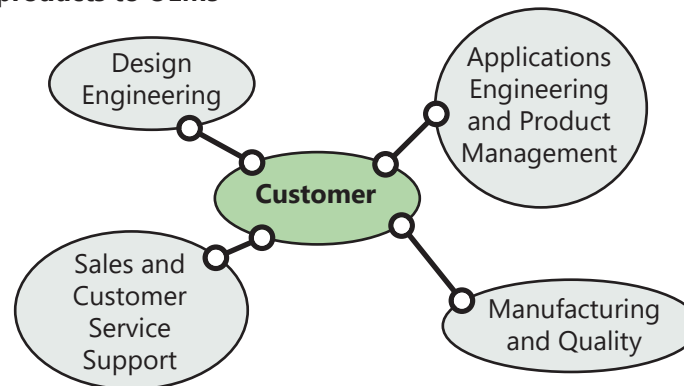 products to OEMs
Design
Engineering
Applications
Engineering
and Product
Management
Customer
Sales and
Customer
Service
Support
Manufacturing
and Quality